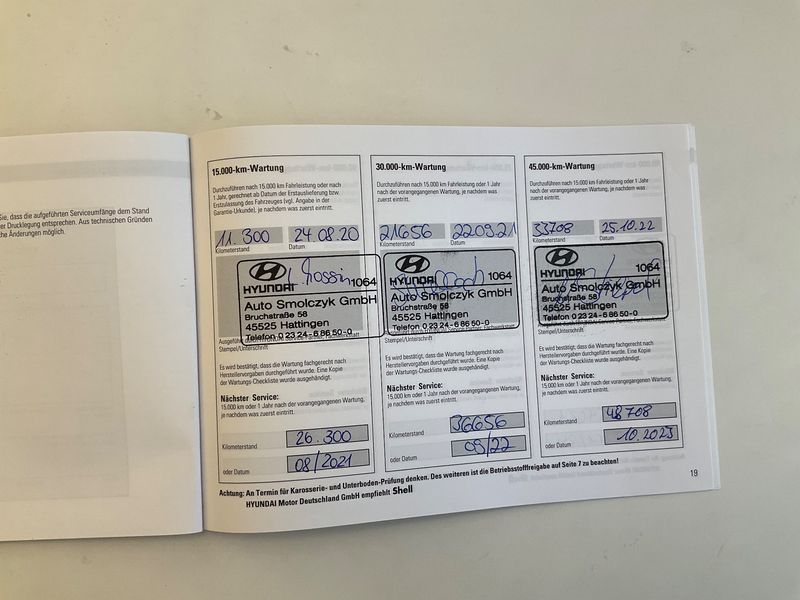 Sie, dass die aufgeführten Serviceumfänge dem Stand
der Drucklegung entsprechen. Aus technischen Gründen
Änderungen möglich.
15.000-km-Wartung
Durchzuführen nach 15.000 km Fahrleistung oder nach
1 Jahr, gerechnet ab Datum der Erstauslieferung bzw.
Erstzulassung des Fahrzeuges (vgl. Angabe in der
Garantie-Urkunde), je nachdem was zuerst eintritt.
11.300 24.08.20
Kilometerstand Datum
HYUNDAI 1064
Auto Smolczyk GmbH
Bruchstraße 58
45525 Hattingen
Telefon 0 23 24 - 6 86 50-0
Stempel/Unterschrift
Es wird bestätigt, dass die Wartung fachgerecht nach
Herstellervorgaben durchgeführt wurde. Eine Kopie
der Wartungs-Checkliste wurde ausgehändigt.
Nächster Service:
15.000 km oder 1 Jahr nach der vorangegangenen Wartung,
je nachdem was zuerst eintritt.
Kilometerstand 26.300
oder Datum 08/2021
30.000-km-Wartung
Durchzuführen nach 15.000 km Fahrleistung oder 1 Jahr
nach der vorangegangenen Wartung, je nachdem was
zuerst eintritt.
21656 220921
Kilometerstand Datum
HYUNDAI 1064
Auto Smolczyk GmbH
Bruchstraße 58
45525 Hattingen
Telefon 0 23 24 - 6 86 50-0
Stempel/Unterschrift
Es wird bestätigt, dass die Wartung fachgerecht nach
Herstellervorgaben durchgeführt wurde. Eine Kopie
der Wartungs-Checkliste wurde ausgehändigt.
Nächster Service:
15.000 km oder 1 Jahr nach der vorangegangenen Wartung,
je nachdem was zuerst eintritt.
Kilometerstand 36656
oder Datum 09/22
45.000-km-Wartung
Durchzuführen nach 15.000 km Fahrleistung oder 1 Jahr
nach der vorangegangenen Wartung, je nachdem was
zuerst eintritt.
33708 25.10.22
Kilometerstand Datum
HYUNDAI 1064
Auto Smolczyk GmbH
Bruchstraße 58
45525 Hattingen
Telefon 0 23 24 - 6 86 50-0
Stempel/Unterschrift
Es wird bestätigt, dass die Wartung fachgerecht nach
Herstellervorgaben durchgeführt wurde. Eine Kopie
der Wartungs-Checkliste wurde ausgehändigt.
Nächster Service:
15.000 km oder 1 Jahr nach der vorangegangenen Wartung,
je nachdem was zuerst eintritt.
Kilometerstand 48708
oder Datum 10.2023
Achtung: An Termin für Karosserie- und Unterboden-Prüfung denken. Des weiteren ist die Betriebsstofffreigabe auf Seite 7 zu beachten!
HYUNDAI Motor Deutschland GmbH empfiehlt Shell
19